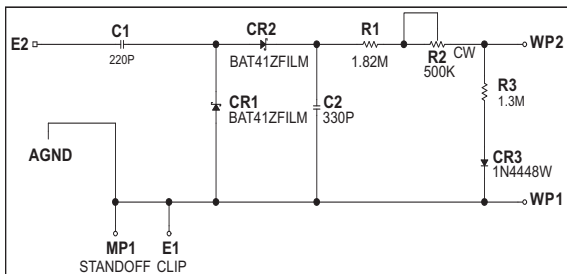 C1
CR2
R1
E2
220P
BAT41ZFILM
1.82M
R2
500K
CW
WP2
CR1
BAT41ZFILM
C2
330P
R3
1.3M
AGND
CR3
1N4448W
WP1
MP1
STANDOFF
E1
CLIP